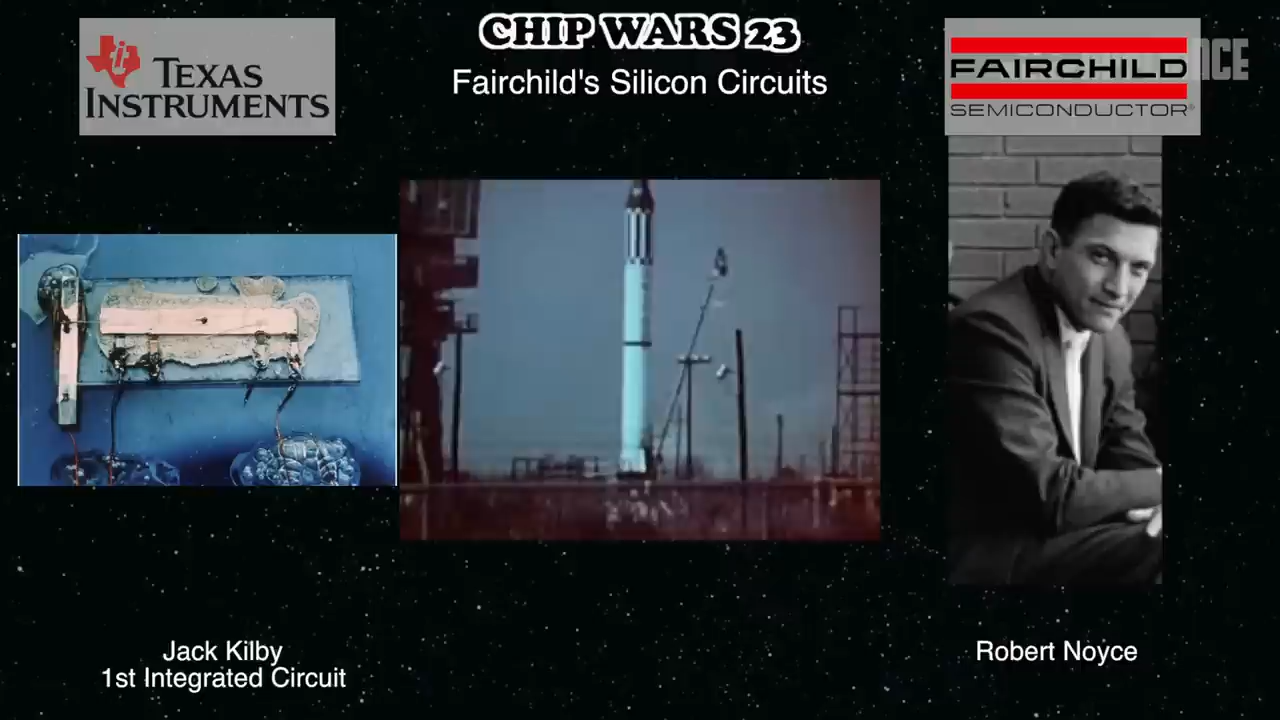 CHIP WARS 23
Fairchild's Silicon Circuits
TEXAS
INSTRUMENTS
FAIRCHILD
SEMICONDUCTOR®
Jack Kilby
1st Integrated Circuit
Robert Noyce